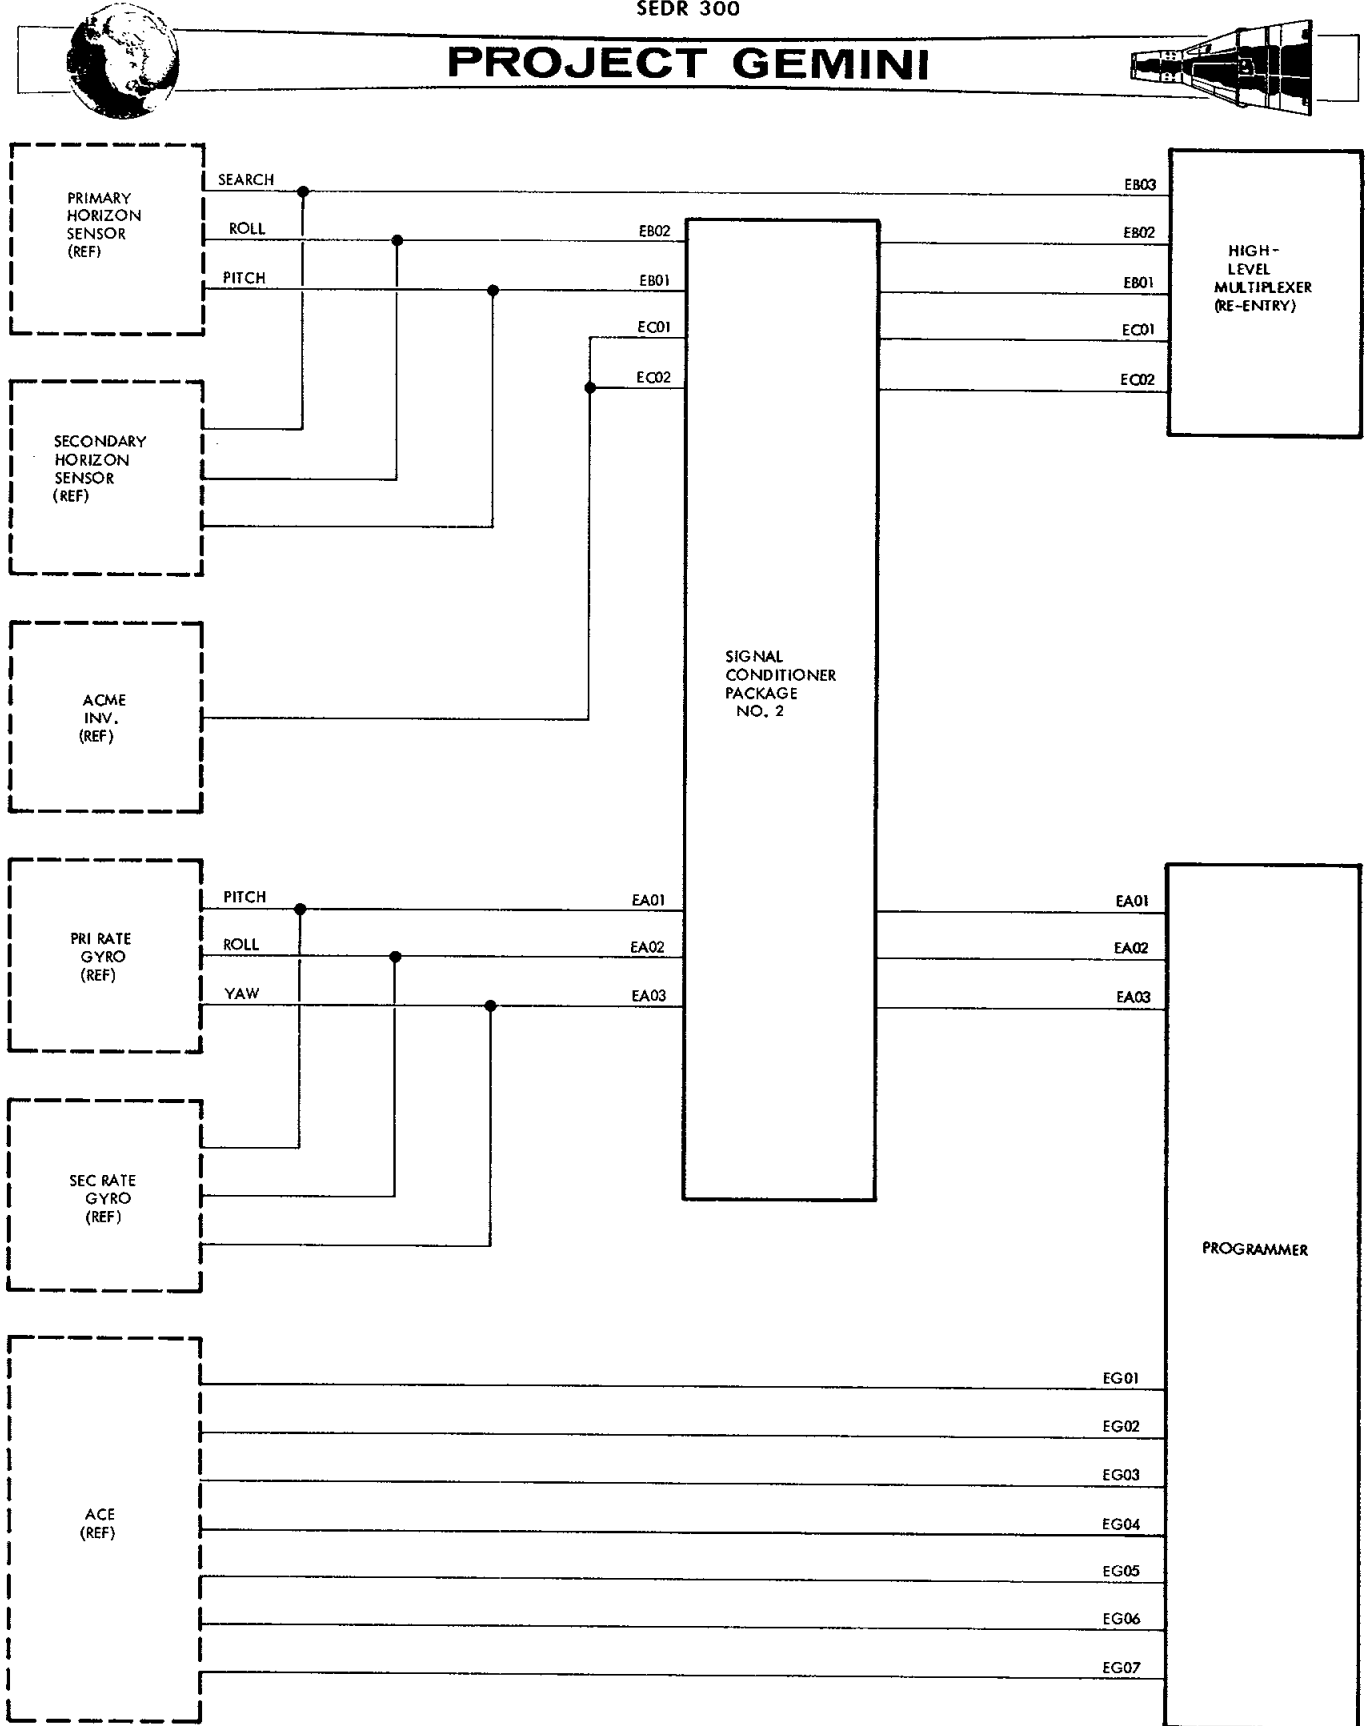 SEDR 300
PROJECT GEMINI
PRIMARY
HORIZON
SENSOR
(REF)
SEARCH
ROLL
PITCH
EB02
EB01
EC01
EC02
EB03
EB02
EB01
EC01
EC02
HIGH-
LEVEL
MULTIPLEXER
(RE-ENTRY)
SECONDARY
HORIZON
SENSOR
(REF)
ACME
INV.
(REF)
SIGNAL
CONDITIONER
PACKAGE
NO. 2
PRI RATE
GYRO
(REF)
PITCH
ROLL
YAW
EA01
EA02
EA03
EA01
EA02
EA03
SEC RATE
GYRO
(REF)
PROGRAMMER
ACE
(REF)
EG01
EG02
EG03
EG04
EG05
EG06
EG07